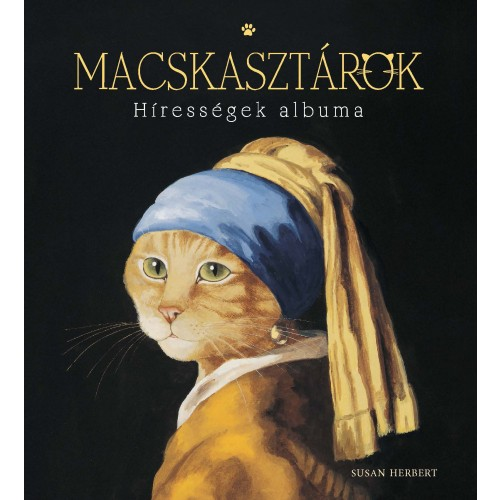 MACSKASZTÁROK
Hírességek albuma
SUSAN HERBERT